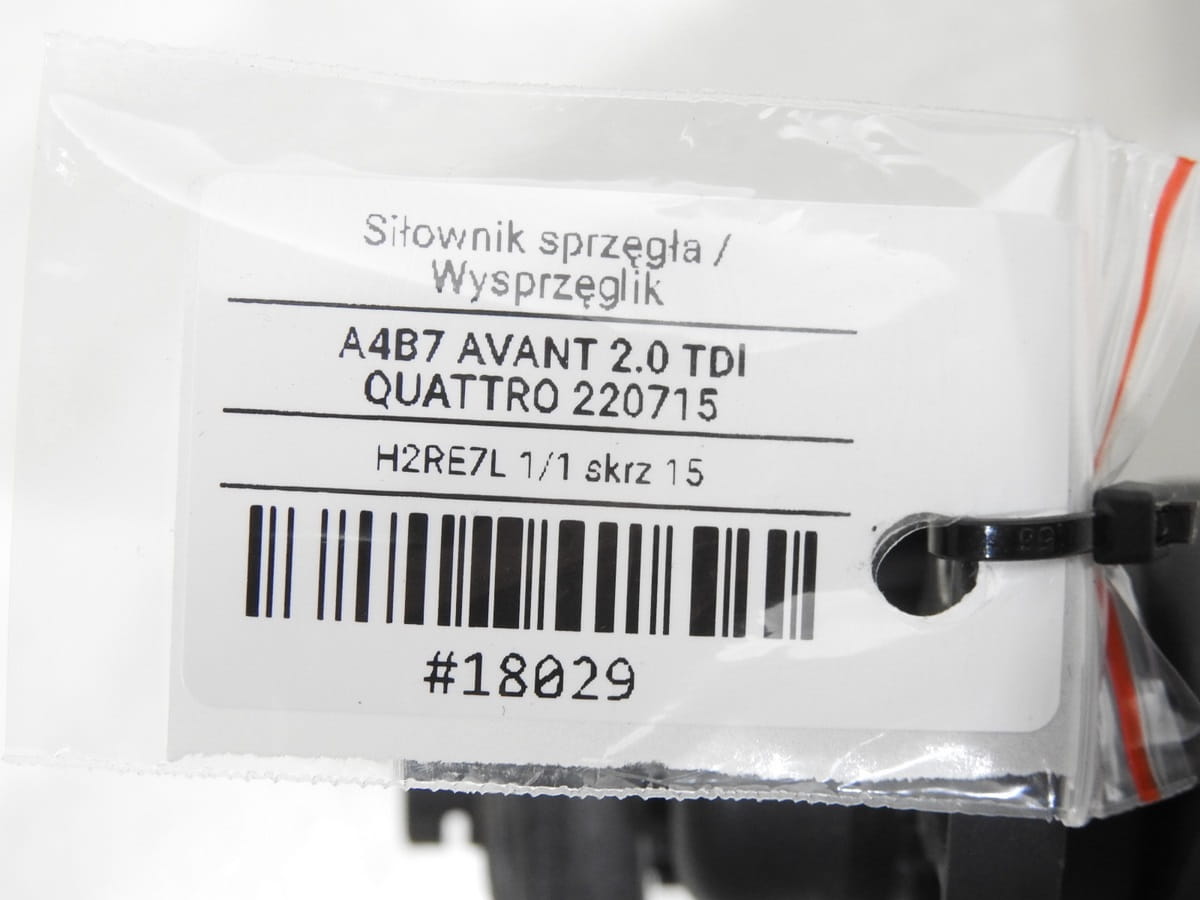 Siłownik sprzęgła /
Wysprzęglik
A4B7 AVANT 2.0 TDI
QUATTRO 220715
H2RE7L 1/1 skrz 15
#18029